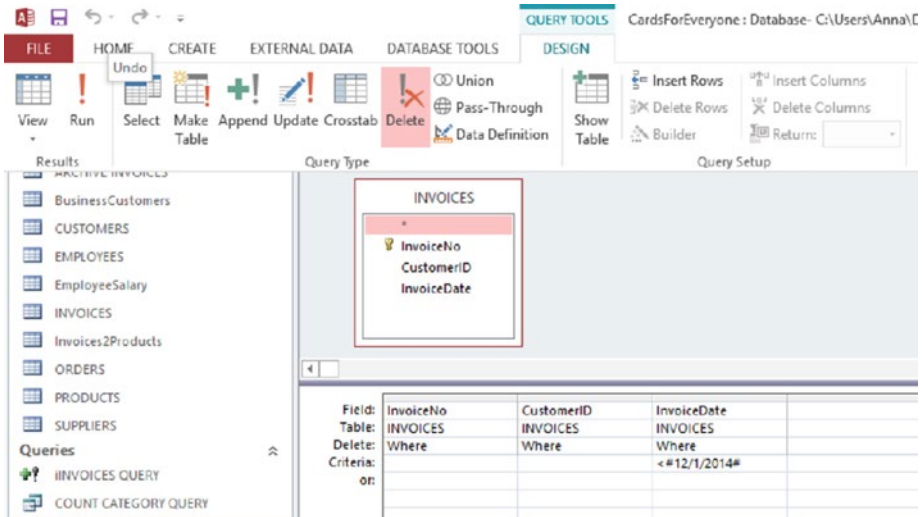 QUERY TOOLS CardsForEveryone : Database- C:\Users\Anna\D
FILE HOME CREATE EXTERNAL DATA DATABASE TOOLS DESIGN
Undo
View Run Select Make Table Append Update Crosstab Delete
Union
Pass-Through
Data Definition
Show Table
Insert Rows
Delete Rows
Builder
Insert Columns
Delete Columns
Return:
Results Query Type Query Setup
ARCHIVE INVOICES
BusinessCustomers
CUSTOMERS
EMPLOYEES
EmployeeSalary
INVOICES
Invoices2Products
ORDERS
PRODUCTS
SUPPLIERS
Queries
iINVOICES QUERY
COUNT CATEGORY QUERY
INVOICES
*
InvoiceNo
CustomerID
InvoiceDate
Field: InvoiceNo CustomerID InvoiceDate
Table: INVOICES INVOICES INVOICES
Delete: Where Where Where
Criteria: <#12/1/2014#
or: